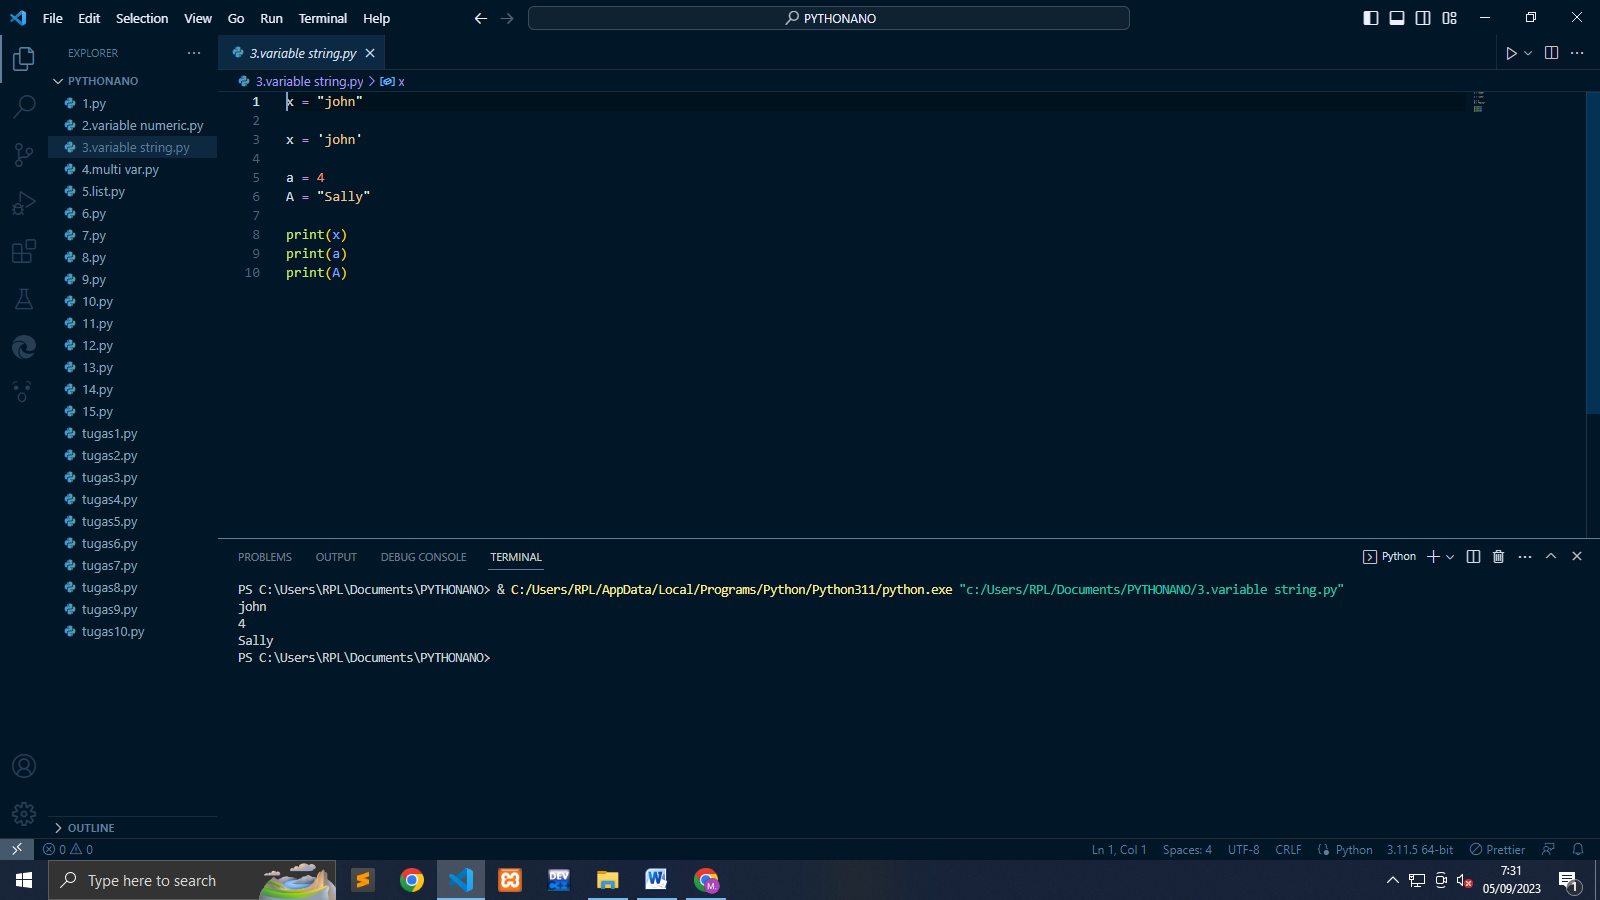 File Edit Selection View Go Run Terminal Help
PYTHONANO
EXPLORER
3.variable string.py
PYTHONANO
3.variable string.py > x
1.py
2.variable numeric.py
3.variable string.py
4.multi var.py
5.list.py
6.py
7.py
8.py
9.py
10.py
11.py
12.py
13.py
14.py
15.py
tugas1.py
tugas2.py
tugas3.py
tugas4.py
tugas5.py
tugas6.py
tugas7.py
tugas8.py
tugas9.py
tugas10.py
OUTLINE
1 x = "john"
2
3 x = 'john'
4
5 a = 4
6 A = "Sally"
7
8 print(x)
9 print(a)
10 print(A)
PROBLEMS OUTPUT DEBUG CONSOLE TERMINAL
Python
PS C:\Users\RPL\Documents\PYTHONANO> & C:/Users/RPL/AppData/Local/Programs/Python/Python311/python.exe "c:/Users/RPL/Documents/PYTHONANO/3.variable string.py"
john
4
Sally
PS C:\Users\RPL\Documents\PYTHONANO>
0 0
Ln 1, Col 1 Spaces: 4 UTF-8 CRLF Python 3.11.5 64-bit Prettier
Type here to search
DEV
W
M.
7:31
05/09/2023
1